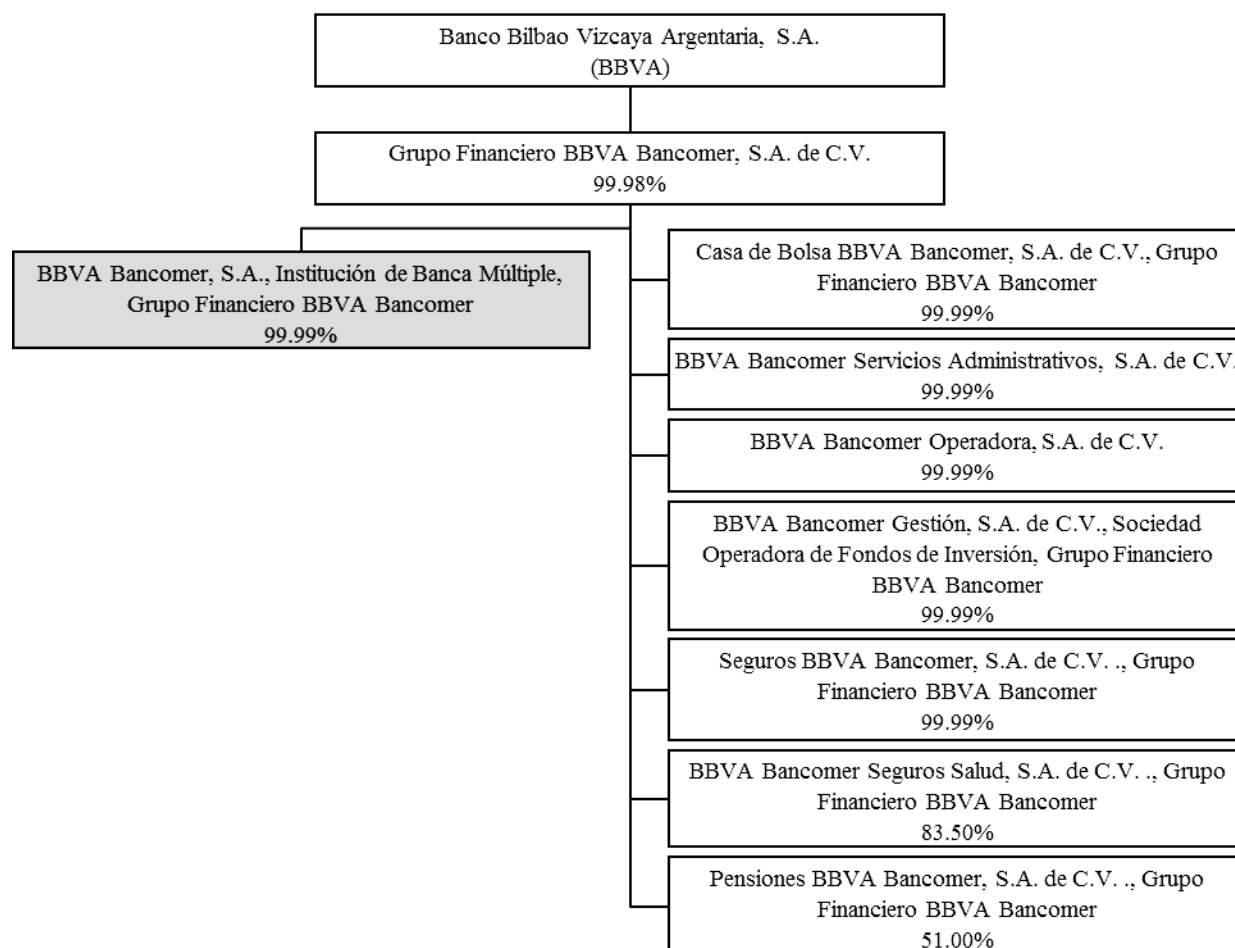 Banco Bilbao Vizcaya Argentaria, S.A.
(BBVA)
Grupo Financiero BBVA Bancomer, S.A. de C.V.
99.98%
BBVA Bancomer, S.A., Institución de Banca Múltiple,
Grupo Financiero BBVA Bancomer
99.99%
Casa de Bolsa BBVA Bancomer, S.A. de C.V., Grupo
Financiero BBVA Bancomer
99.99%
BBVA Bancomer Servicios Administrativos, S.A. de C.V.
99.99%
BBVA Bancomer Operadora, S.A. de C.V.
99.99%
BBVA Bancomer Gestión, S.A. de C.V., Sociedad
Operadora de Fondos de Inversión, Grupo Financiero
BBVA Bancomer
99.99%
Seguros BBVA Bancomer, S.A. de C.V. ., Grupo
Financiero BBVA Bancomer
99.99%
BBVA Bancomer Seguros Salud, S.A. de C.V. ., Grupo
Financiero BBVA Bancomer
83.50%
Pensiones BBVA Bancomer, S.A. de C.V. ., Grupo
Financiero BBVA Bancomer
51.00%